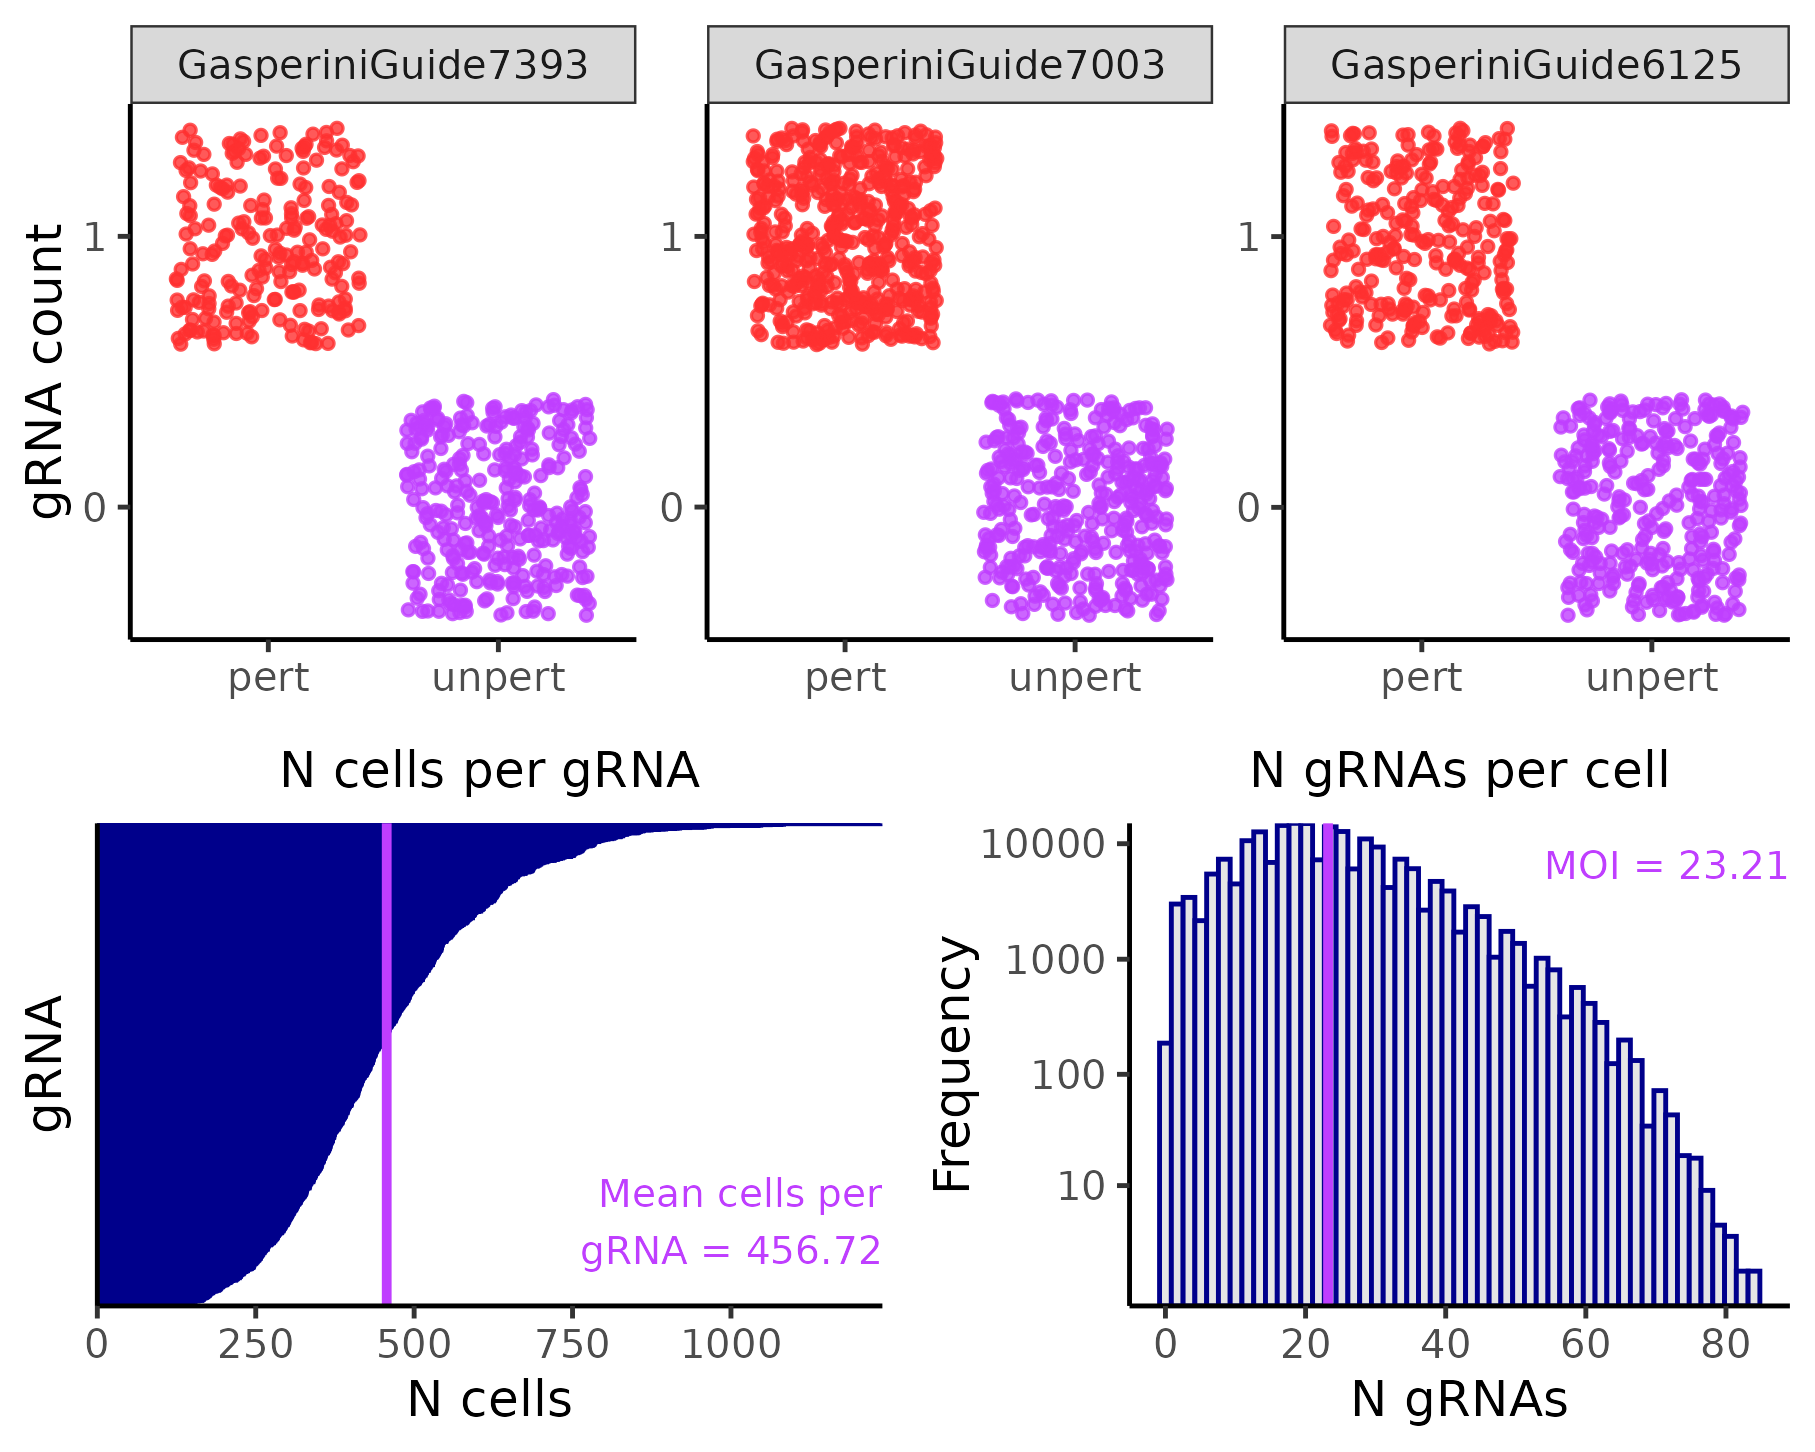 GasperiniGuide7393
GasperiniGuide7003
GasperiniGuide6125
gRNA count
1
0
1
0
1
0
pert
unpert
pert
unpert
pert
unpert
N cells per gRNA
gRNA
Mean cells per
gRNA = 456.72
0
250
500
750
1000
N cells
N gRNAs per cell
Frequency
10000
1000
100
10
MOI = 23.21
0
20
40
60
80
N gRNAs